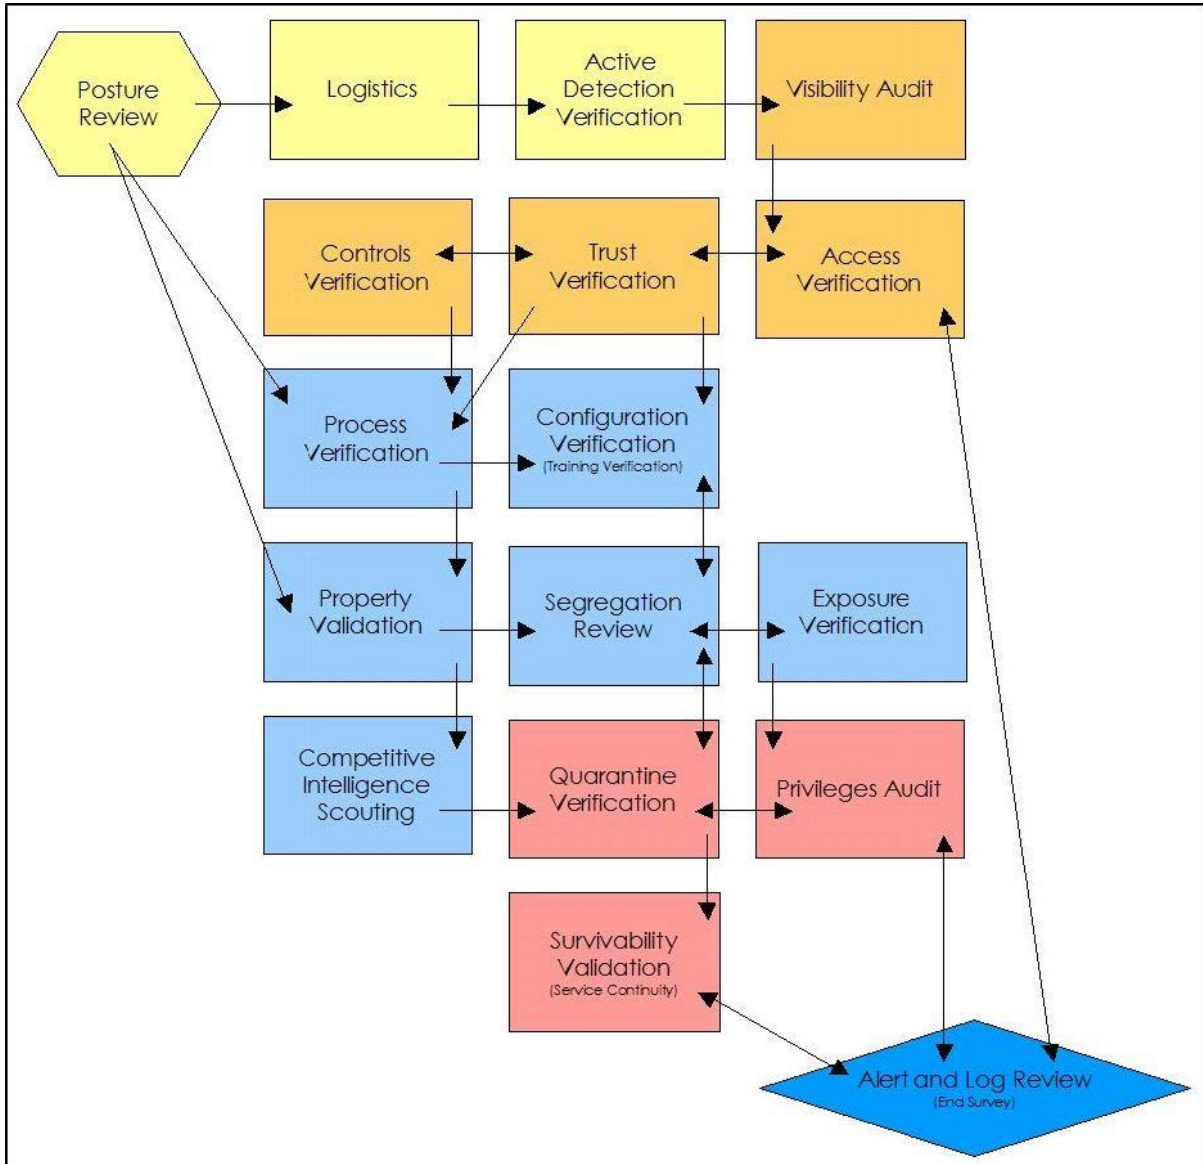 Posture
Review
Logistics
Active
Detection
Verification
Visibility Audit
Controls
Verification
Trust
Verification
Access
Verification
Process
Verification
Configuration
Verification
(Training Verification)
Property
Validation
Segregation
Review
Exposure
Verification
Competitive
Intelligence
Scouting
Quarantine
Verification
Privileges Audit
Survivability
Validation
(Service Continuity)
Alert and Log Review
(End Survey)